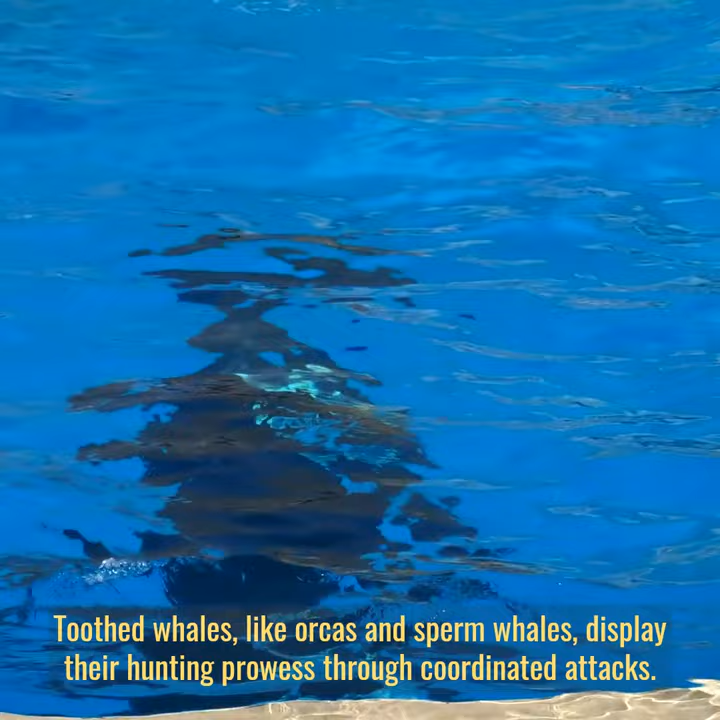 Toothed whales, like orcas and sperm whales, display
their hunting prowess through coordinated attacks.